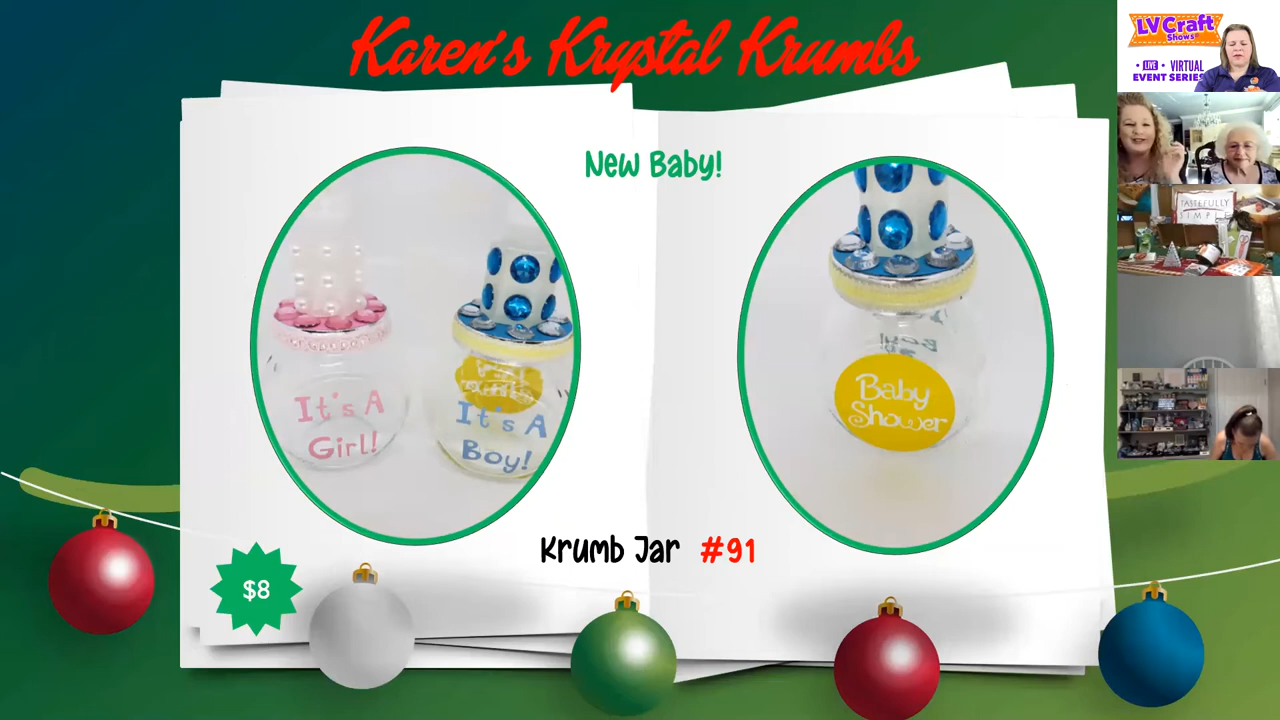 Karen's Krystal Krumbs
New Baby!
It's A
Girl!
It's A
Boy!
Baby
Shower
Krumb Jar #91
$8
LV Craft
Shows
• LIVE • VIRTUAL
EVENT SERIES
TASTEFULLY
SIMPLE